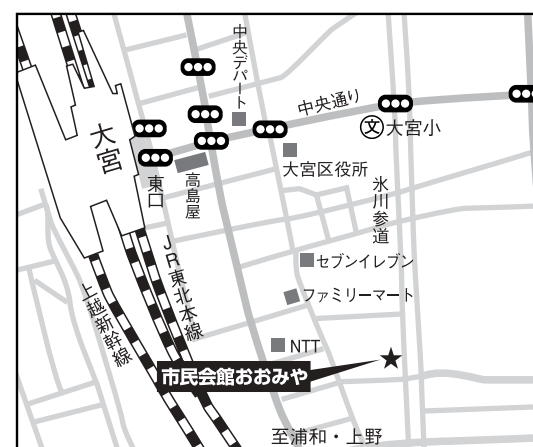 中央デパート
中央通り
大宮
文
大宮小
東口
高島屋
大宮区役所
氷川参道
JR東北本線
セブンイレブン
ファミリーマート
上越新幹線
NTT
市民会館おおみや
至浦和・上野